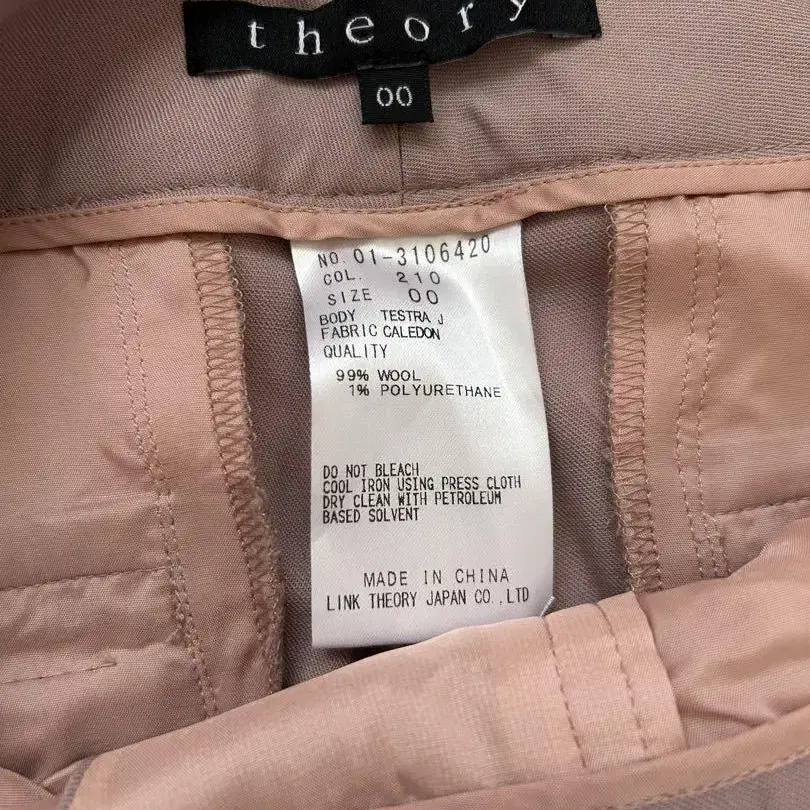 theory
00
NO. 01-3106420
COL. 210
SIZE 00
BODY TESTRA J
FABRIC CALEDON
QUALITY
99% WOOL
1% POLYURETHANE
DO NOT BLEACH
COOL IRON USING PRESS CLOTH
DRY CLEAN WITH PETROLEUM
BASED SOLVENT
MADE IN CHINA
LINK THEORY JAPAN CO.,LTD